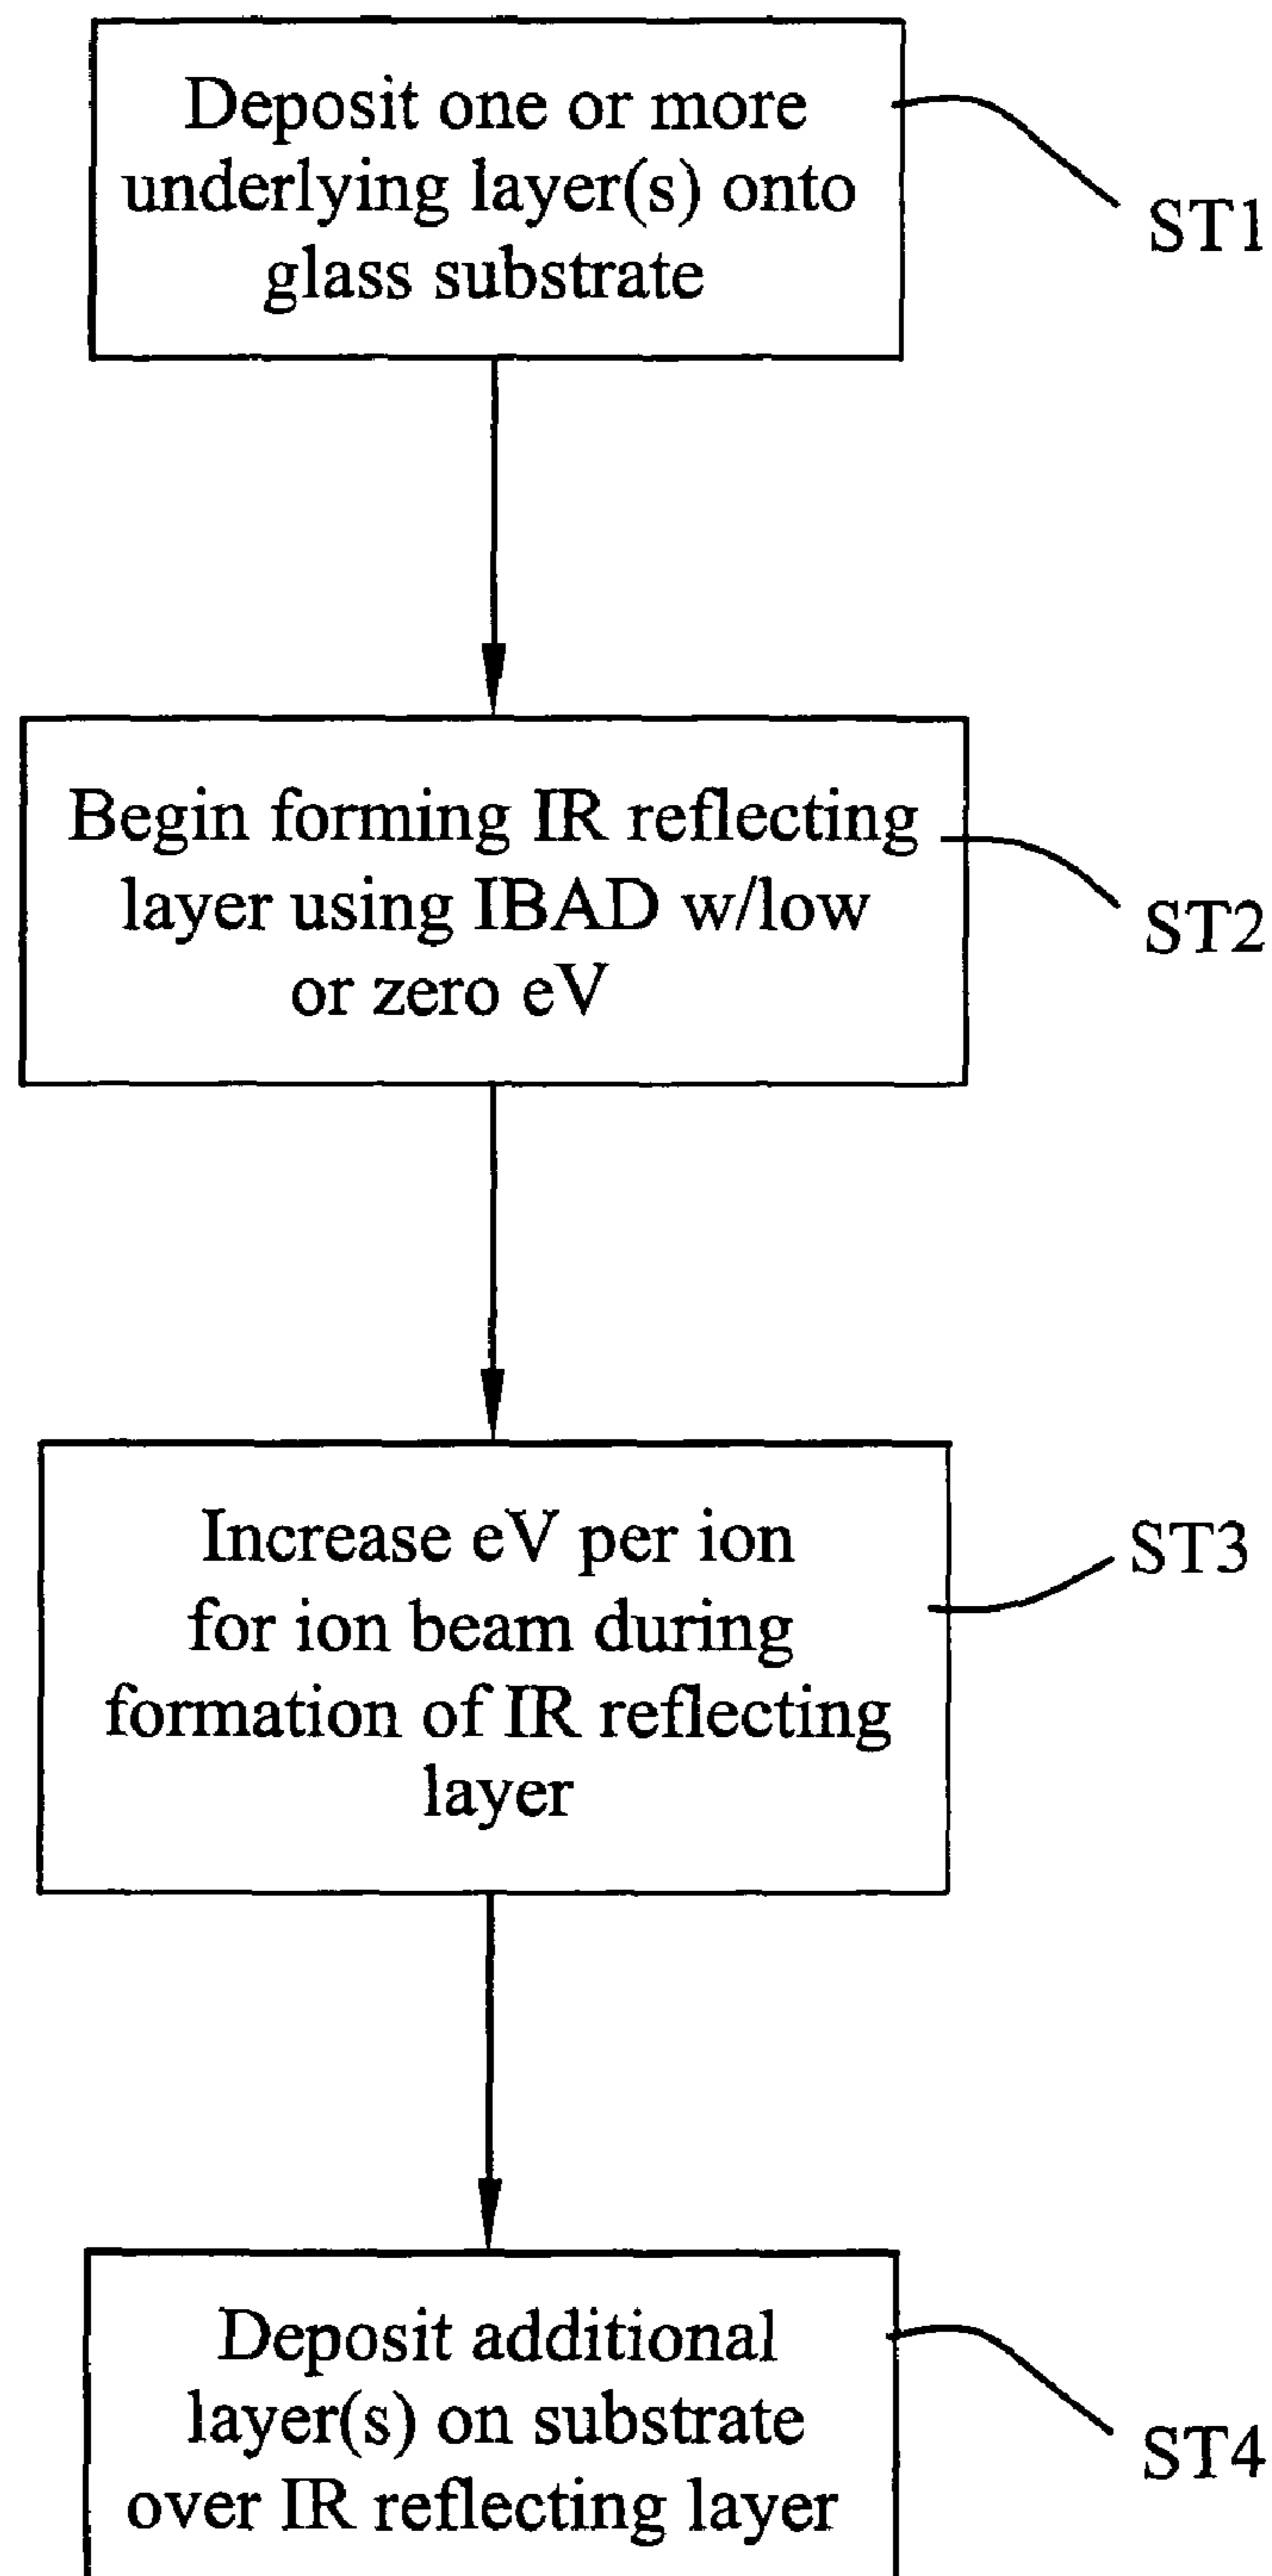 Deposit one or more
underlying layer(s) onto
glass substrate
ST1
Begin forming IR reflecting
layer using IBAD w/low
or zero eV
ST2
Increase eV per ion
for ion beam during
formation of IR reflecting
layer
ST3
Deposit additional
layer(s) on substrate
over IR reflecting layer
ST4